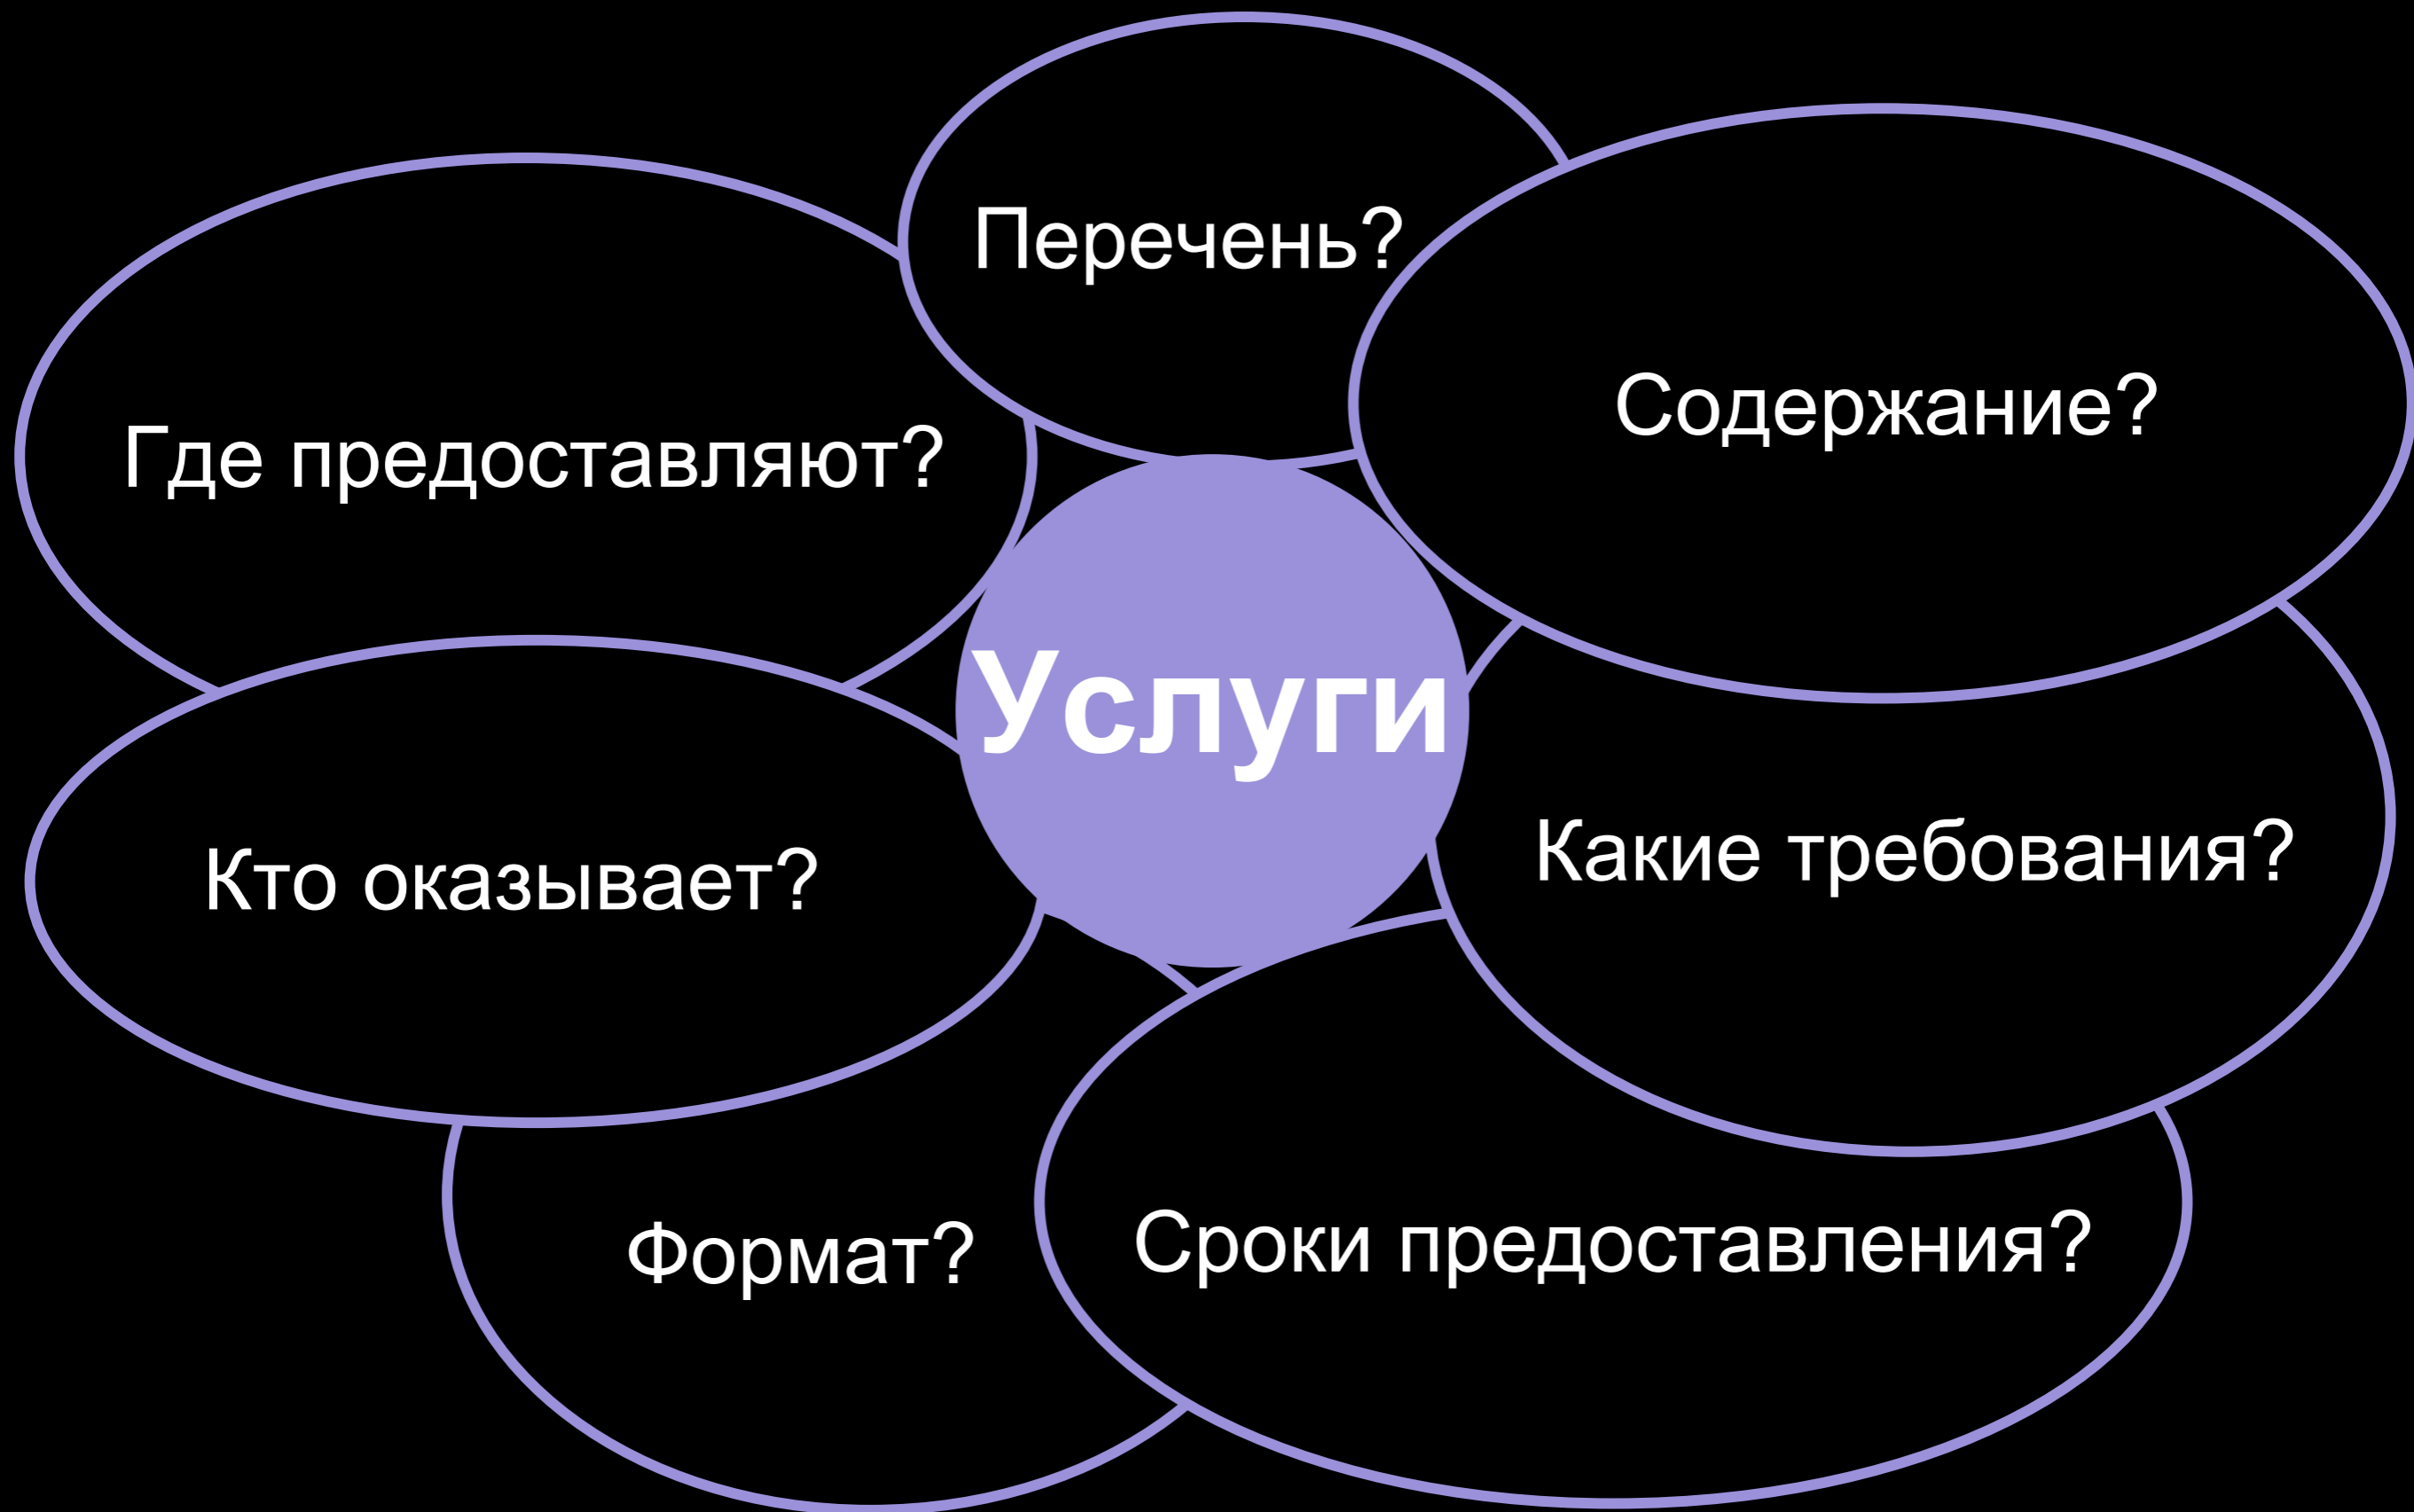 Перечень?
Содержание?
Где предоставляют?
Услуги
Какие требования?
Кто оказывает?
Сроки предоставления?
Формат?